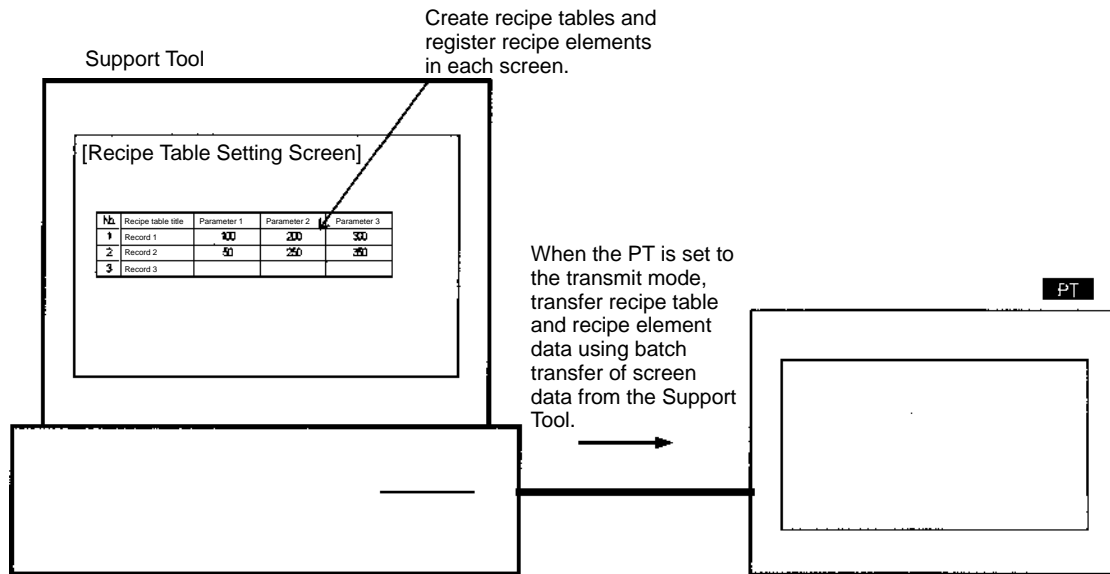 Create recipe tables and
register recipe elements
in each screen.
Support Tool
[Recipe Table Setting Screen]
No. Recipe table title Parameter 1 Parameter 2 Parameter 3
1 Record 1 100 200 300
2 Record 2 50 250 350
3 Record 3
When the PT is set to
the transmit mode,
transfer recipe table
and recipe element
data using batch
transfer of screen
data from the Support
Tool.
PT